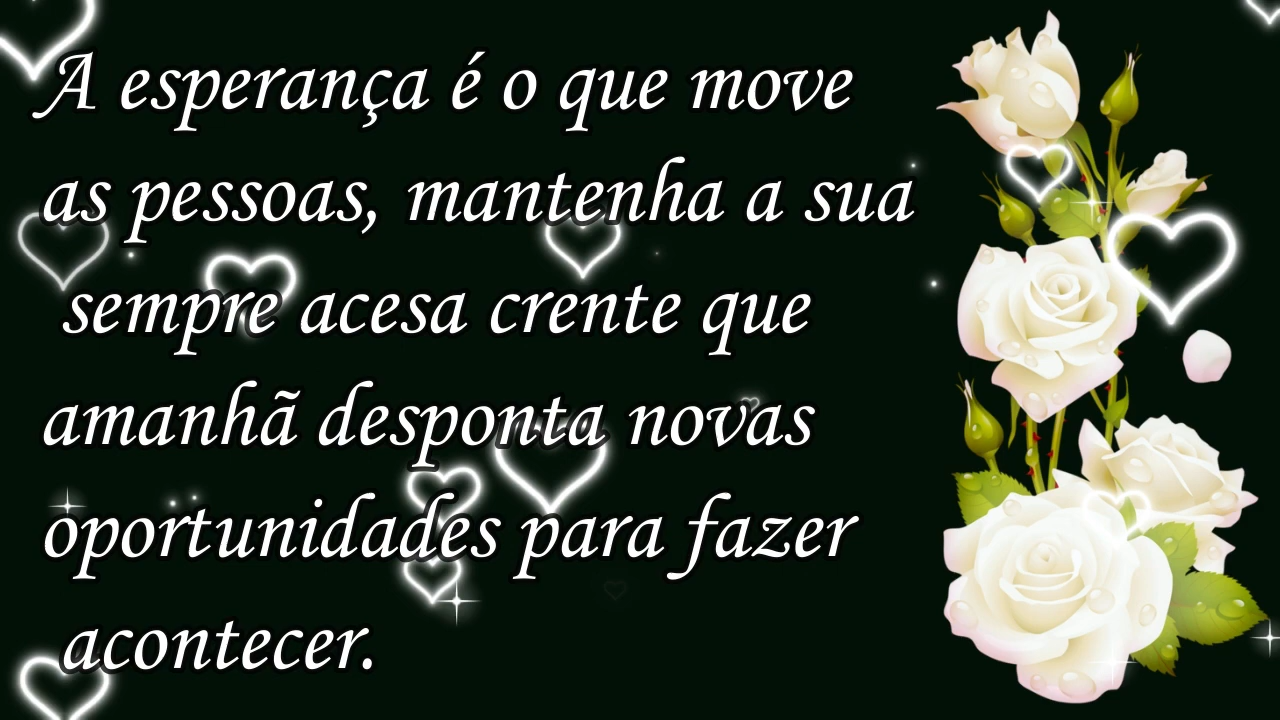 A esperança é o que move
as pessoas, mantenha a sua
sempre acesa crente que
amanhã desponta novas
oportunidades para fazer
acontecer.